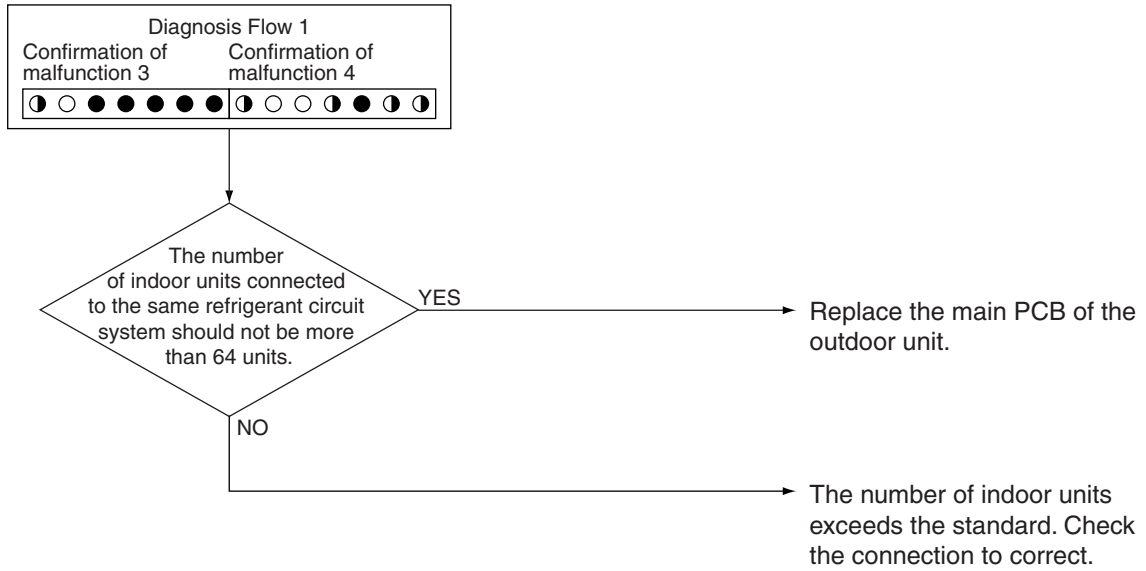 Diagnosis Flow 1
Confirmation of
malfunction 3
Confirmation of
malfunction 4
The number
of indoor units connected
to the same refrigerant circuit
system should not be more
than 64 units.
YES
Replace the main PCB of the
outdoor unit.
NO
The number of indoor units
exceeds the standard. Check
the connection to correct.